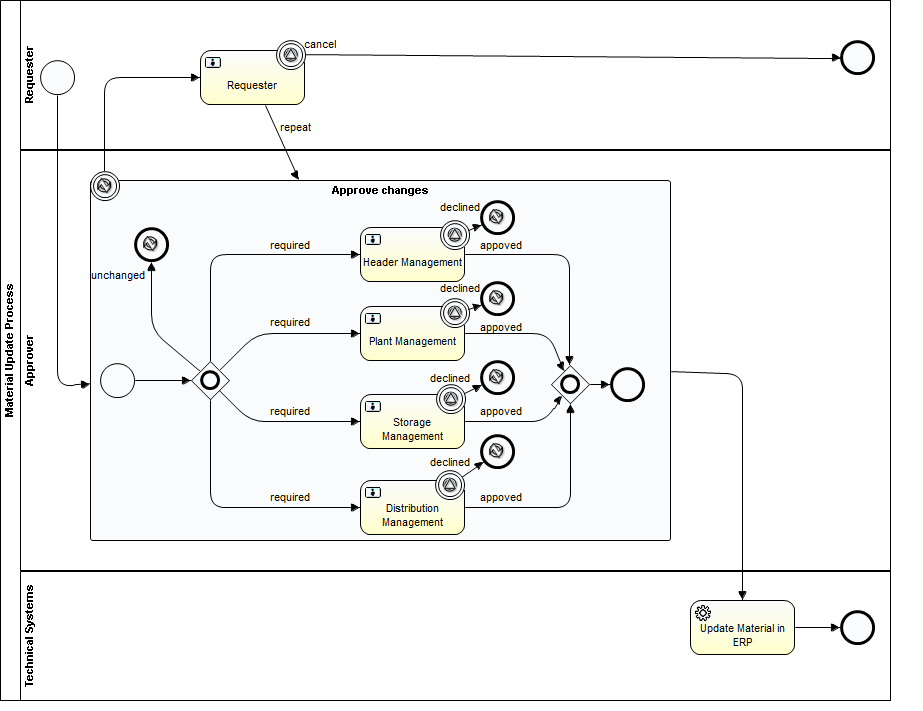 Material Update Process
Requester
cancel
Requester
repeat
Approver
Approve changes
declined
required
appoved
Header Management
unchanged
declined
required
appoved
Plant Management
declined
required
appoved
Storage
Management
declined
required
appoved
Distribution
Management
Technical Systems
Update Material in
ERP